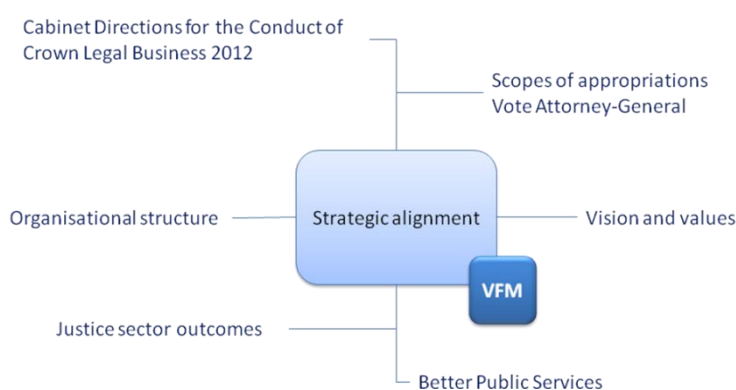 Cabinet Directions for the Conduct of
Crown Legal Business 2012
Scopes of appropriations
Vote Attorney-General
Organisational structure
Strategic alignment
Vision and values
VFM
Justice sector outcomes
Better Public Services